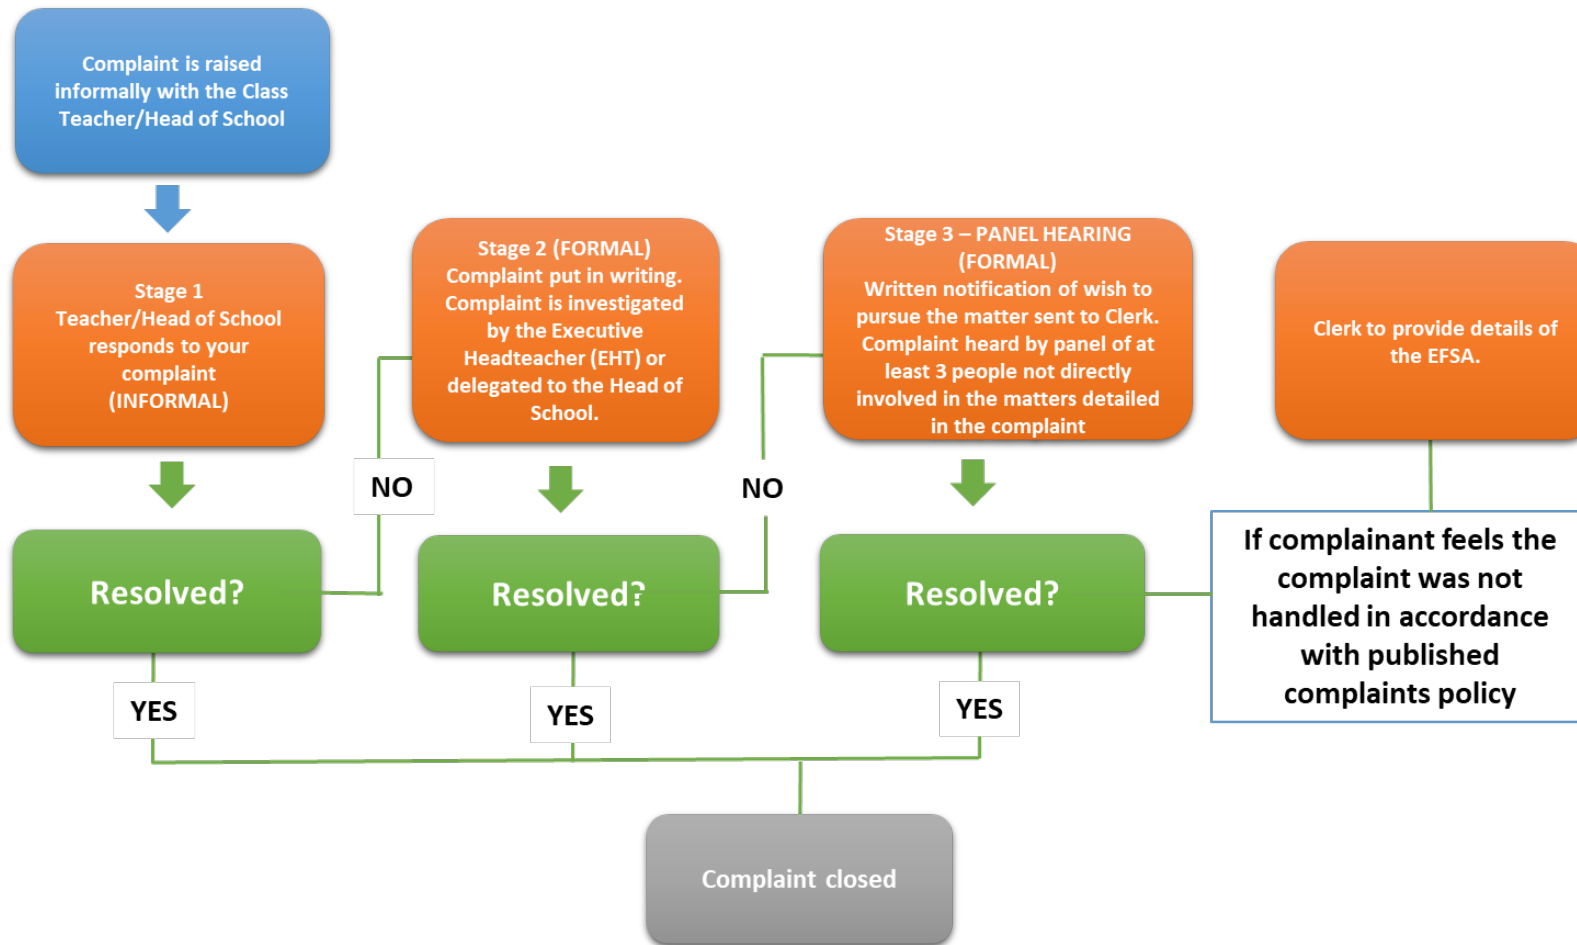 Complaint is raised
informally with the Class
Teacher/Head of School
Stage 1
Teacher/Head of School
responds to your
complaint
(INFORMAL)
Resolved?
YES
NO
Stage 2 (FORMAL)
Complaint put in writing.
Complaint is investigated
by the Executive
Headteacher (EHT) or
delegated to the Head of
School.
Resolved?
YES
NO
Stage 3 – PANEL HEARING
(FORMAL)
Written notification of wish to
pursue the matter sent to Clerk.
Complaint heard by panel of at
least 3 people not directly
involved in the matters detailed
in the complaint
Resolved?
YES
If complainant feels the
complaint was not
handled in accordance
with published
complaints policy
Clerk to provide details of
the EFSA.
Complaint closed